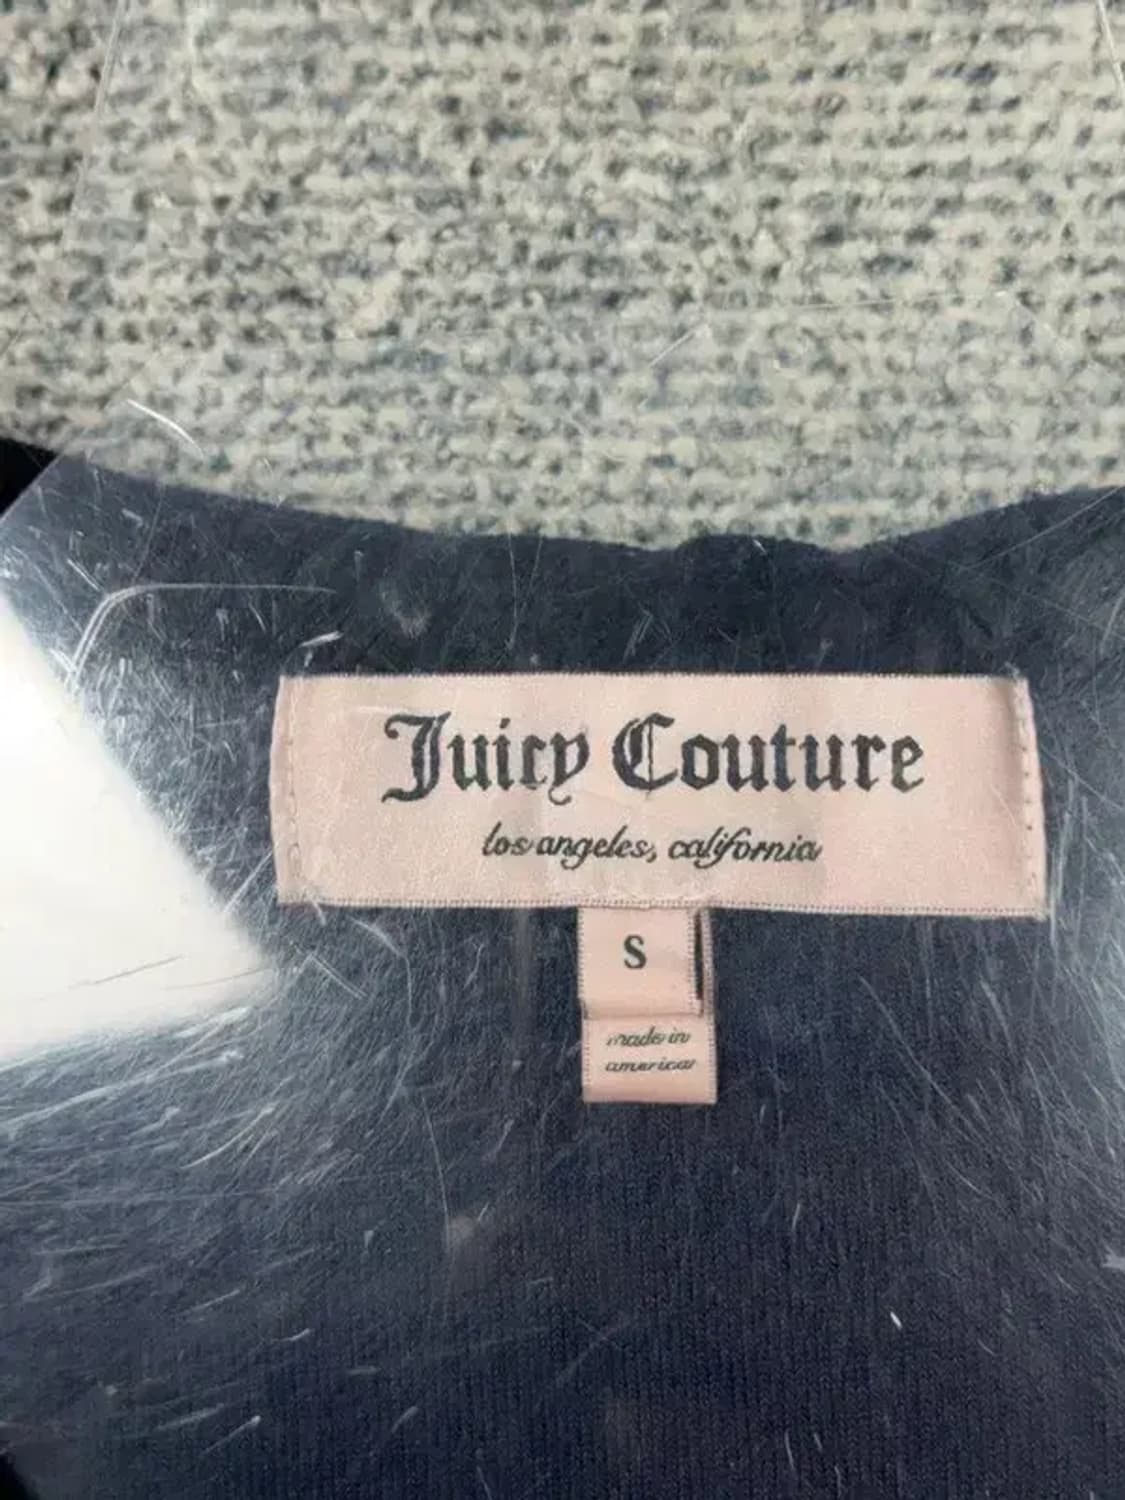 Juicy Couture
los angeles, california
S
made in
america